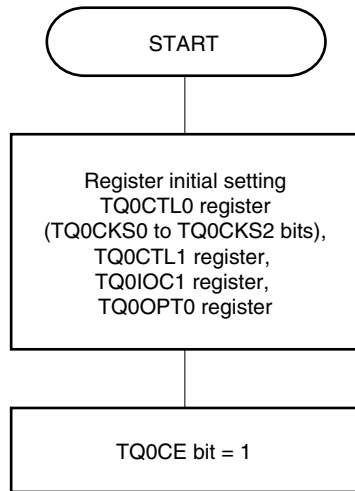 START
Register initial setting
TQ0CTL0 register
(TQ0CKS0 to TQ0CKS2 bits),
TQ0CTL1 register,
TQ0IOC1 register,
TQ0OPT0 register
TQ0CE bit = 1